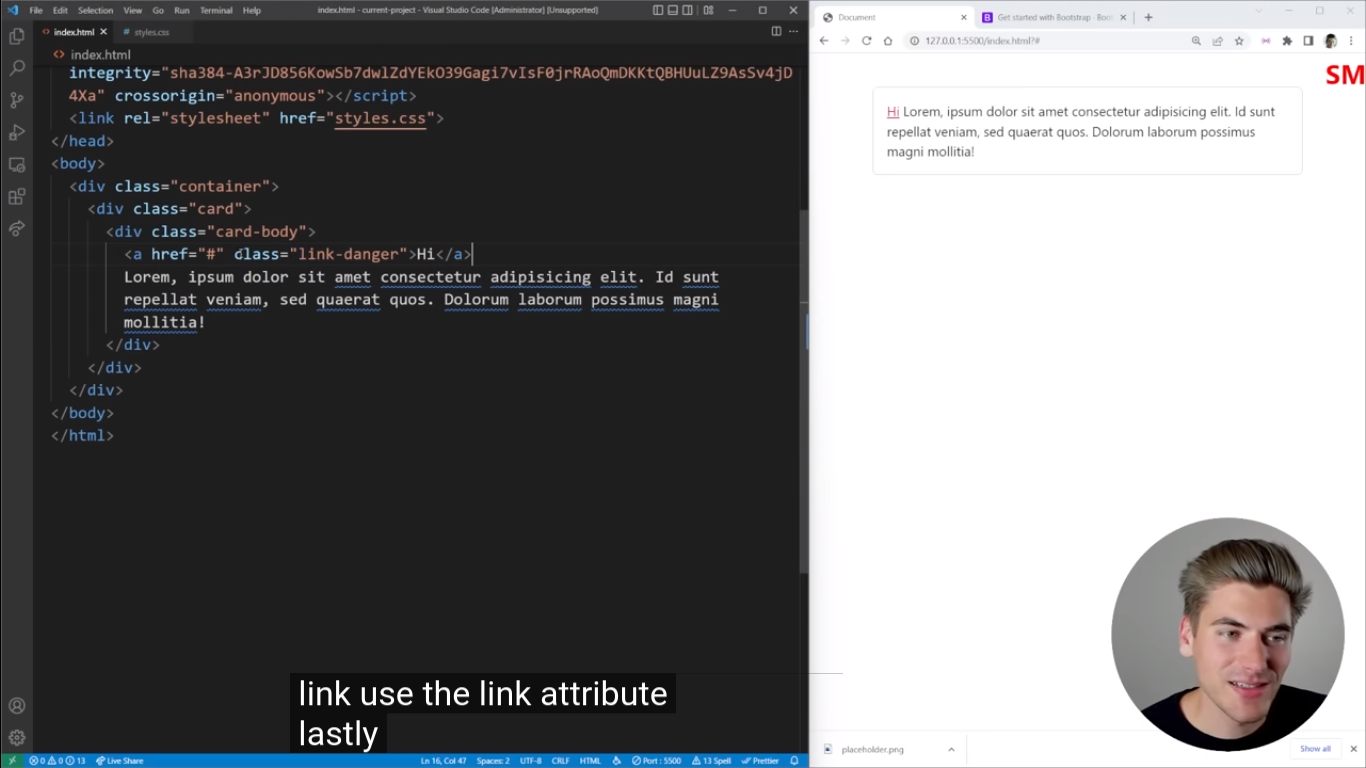 File Edit Selection View Go Run Terminal Help
index.html - current-project - Visual Studio Code [Administrator] [Unsupported]
index.html
styles.css
index.html
integrity="sha384-A3rJD856KowSb7dwlZdYEkO39Gagi7vIsF0jrRAoQmDKKtQBHUuLZ9AsSv4jD
4Xa" crossorigin="anonymous"></script>
<link rel="stylesheet" href="styles.css">
</head>
<body>
<div class="container">
<div class="card">
<div class="card-body">
<a href="#" class="link-danger">Hi</a>
Lorem, ipsum dolor sit amet consectetur adipisicing elit. Id sunt
repellat veniam, sed quaerat quos. Dolorum laborum possimus magni
mollitia!
</div>
</div>
</div>
</body>
</html>
link use the link attribute
lastly
0 0 13 Live Share
Ln 16, Col 47 Spaces: 2 UTF-8 CRLF HTML Port : 5500 13 Spell Prettier
Document
Get started with Bootstrap · Boot
127.0.0.1:5500/index.html?#
SM
Hi Lorem, ipsum dolor sit amet consectetur adipisicing elit. Id sunt
repellat veniam, sed quaerat quos. Dolorum laborum possimus
magni mollitia!
placeholder.png
Show all